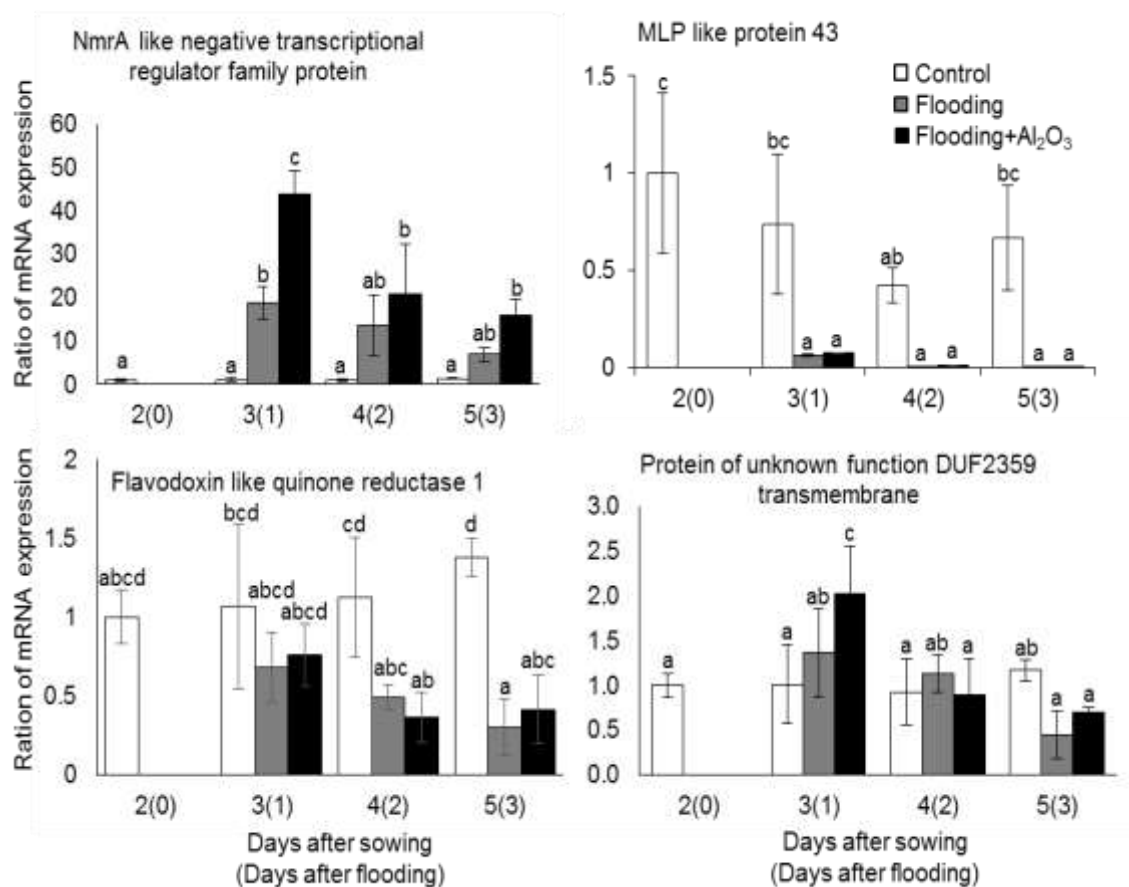 NmrA like negative transcriptional
regulator family protein
Ratio of mRNA expression
60
50
40
30
20
10
0
a
a
b
c
a
ab
b
a
ab
b
2(0)
3(1)
4(2)
5(3)
MLP like protein 43
Control
Flooding
Flooding+Al₂O₃
1.5
1
0.5
0
c
bc
a
a
ab
a
a
bc
a
a
2(0)
3(1)
4(2)
5(3)
Flavodoxin like quinone reductase 1
Ration of mRNA expression
2
1.5
1
0.5
0
abcd
bcd
abcd
abcd
cd
abc
ab
d
a
abc
2(0)
3(1)
4(2)
5(3)
Days after sowing
(Days after flooding)
Protein of unknown function DUF2359
transmembrane
3.0
2.5
2.0
1.5
1.0
0.5
0.0
a
a
ab
c
a
ab
a
ab
a
a
2(0)
3(1)
4(2)
5(3)
Days after sowing
(Days after flooding)